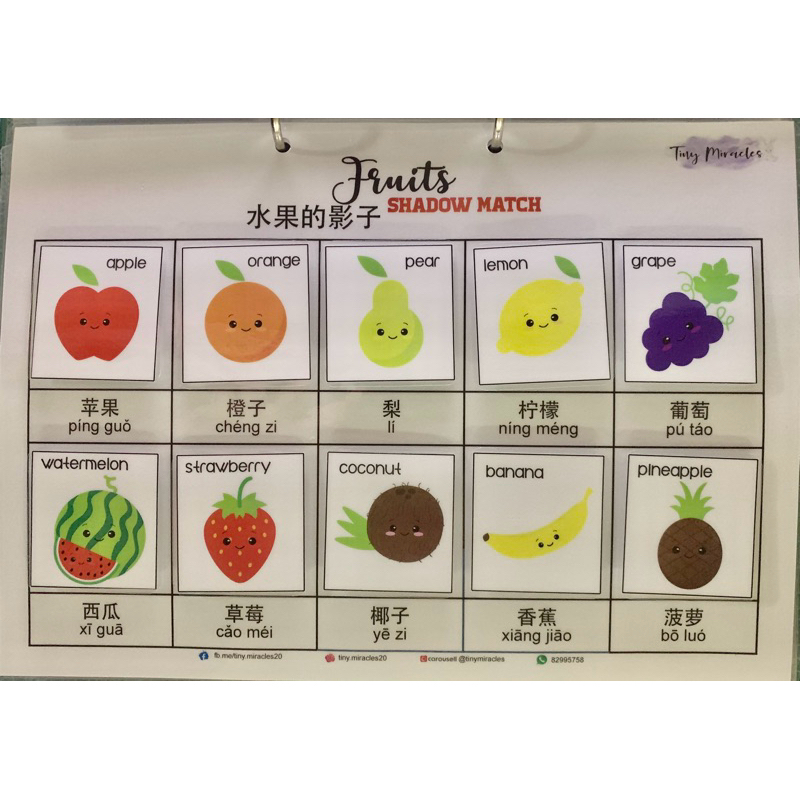 Tiny Miracles
Fruits
水果的影子 SHADOW MATCH
apple
orange
pear
lemon
grape
苹果
píng guǒ
橙子
chéng zi
梨
lí
柠檬
níng méng
葡萄
pú táo
watermelon
strawberry
coconut
banana
pineapple
西瓜
xī guā
草莓
cǎo méi
椰子
yē zi
香蕉
xiāng jiāo
菠萝
bō luó
fb.me/tiny.miracles20
tiny.miracles20
carousell @tinymiracles
82995758